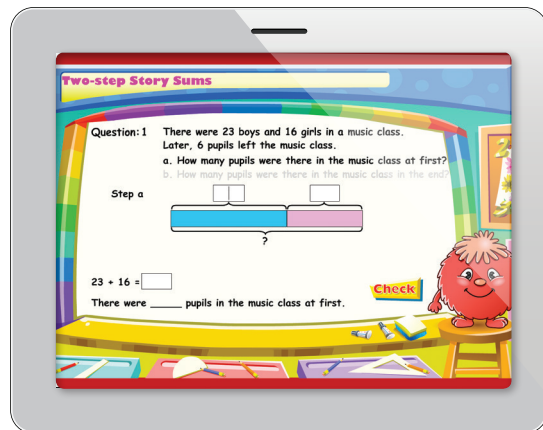 Two-step Story Sums
Question: 1 There were 23 boys and 16 girls in a music class.
Later, 6 pupils left the music class.
a. How many pupils were there in the music class at first?
b. How many pupils were there in the music class in the end?
Step a
?
23 + 16 =
Check
There were _____ pupils in the music class at first.